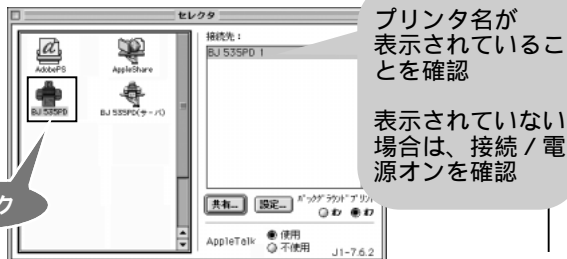 セレクタ
AdobePS
AppleShare
BJ 535PD
BJ 535PD(サーバ)
接続先：
BJ 535PD 1
共有...
設定...
ﾊﾞｯｸｸﾞﾗｳﾝﾄﾞﾌﾟﾘﾝﾄ
AppleTalk
使用
不使用
J1-7.6.2
ク
プリンタ名が
表示されているこ
とを確認
表示されていない
場合は、接続／電
源オンを確認